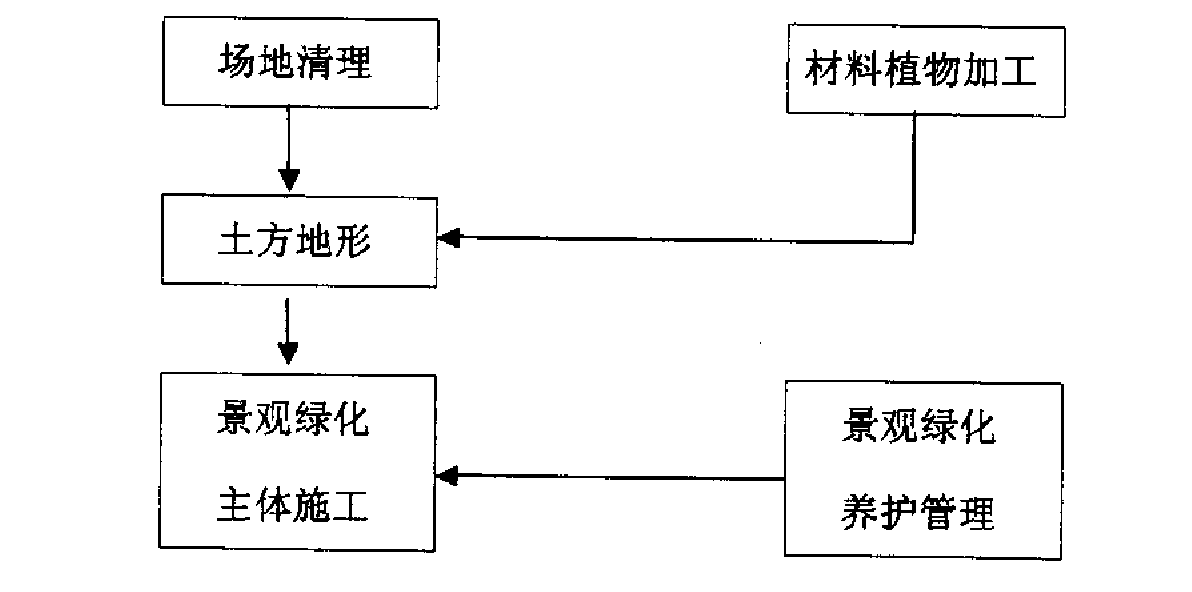 场地清理
材料植物加工
土方地形
景观绿化
主体施工
景观绿化
养护管理